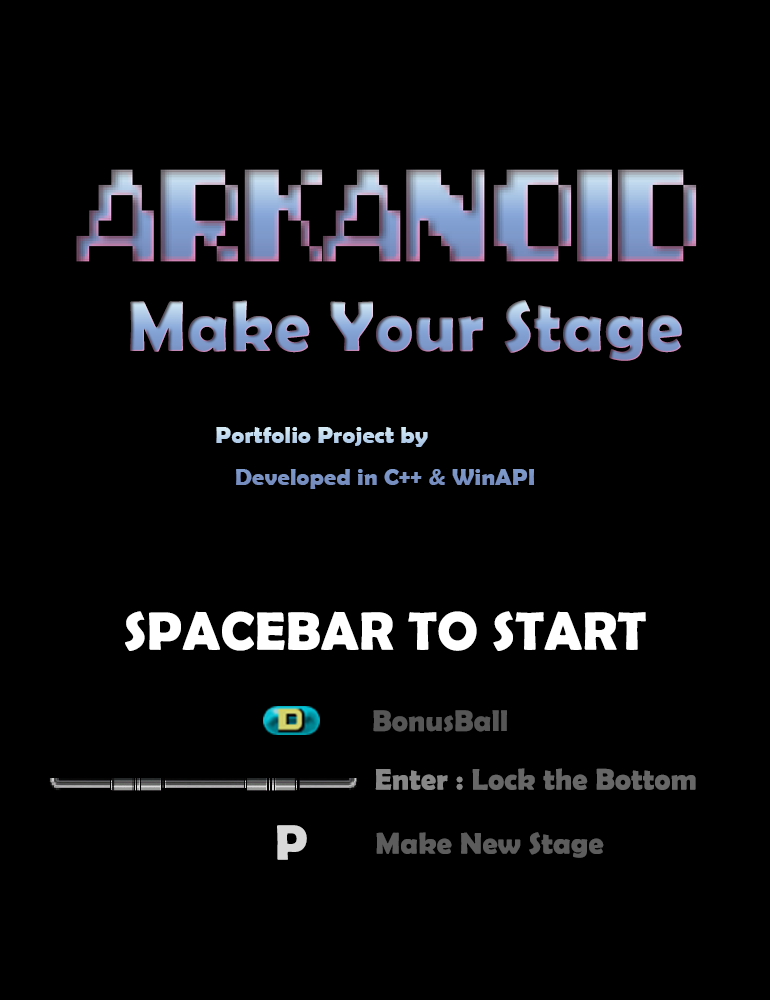 ARKANOID
Make Your Stage
Portfolio Project by
Developed in C++ & WinAPI
SPACEBAR TO START
D BonusBall
Enter : Lock the Bottom
P Make New Stage